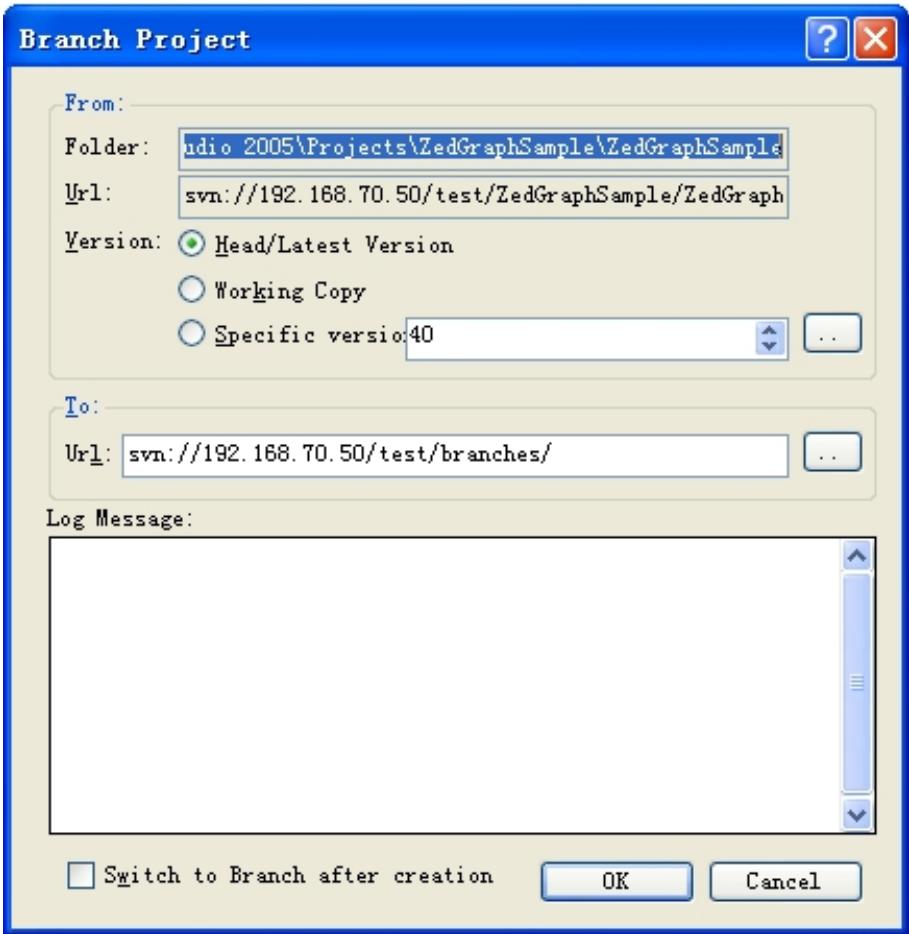 Branch Project
From:
Folder: udio 2005\Projects\ZedGraphSample\ZedGraphSample
Url: svn://192.168.70.50/test/ZedGraphSample/ZedGraph
Version: Head/Latest Version
Working Copy
Specific versio 40 ..
To:
Url: svn://192.168.70.50/test/branches/ ..
Log Message:
Switch to Branch after creation OK Cancel